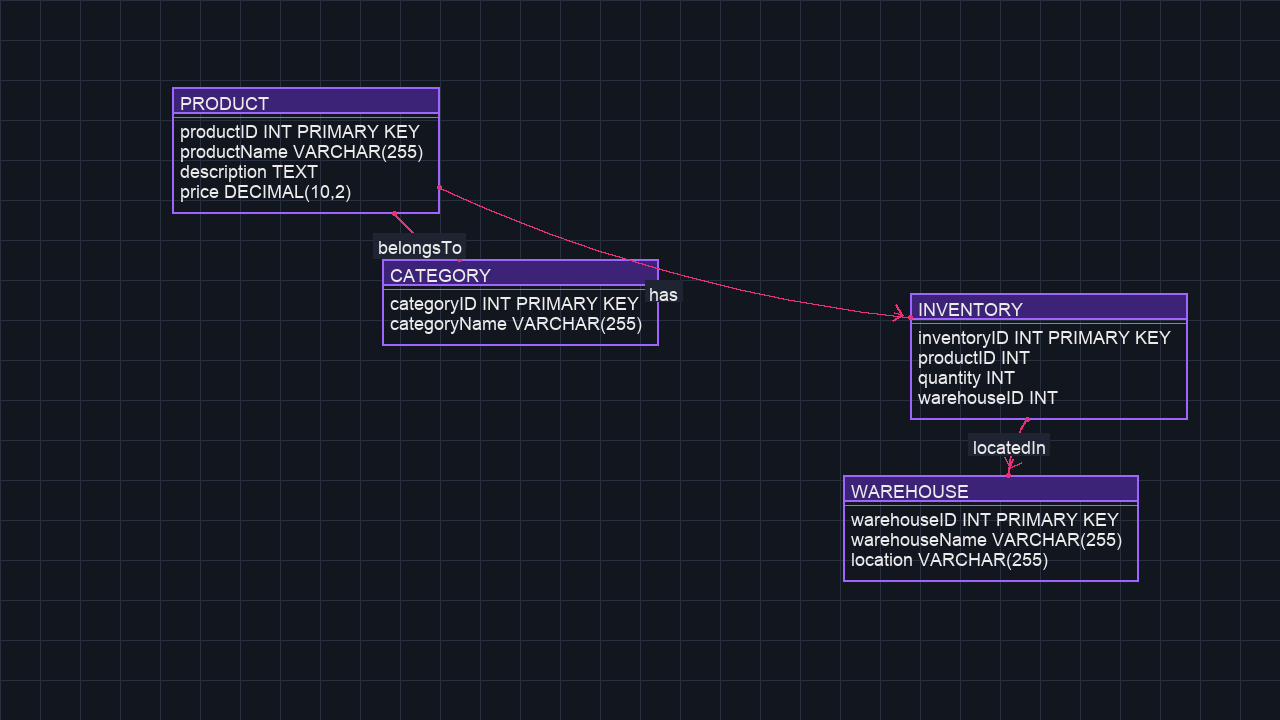 PRODUCT
productID INT PRIMARY KEY
productName VARCHAR(255)
description TEXT
price DECIMAL(10,2)
belongsTo
CATEGORY
categoryID INT PRIMARY KEY
categoryName VARCHAR(255)
has
INVENTORY
inventoryID INT PRIMARY KEY
productID INT
quantity INT
warehouseID INT
locatedIn
WAREHOUSE
warehouseID INT PRIMARY KEY
warehouseName VARCHAR(255)
location VARCHAR(255)